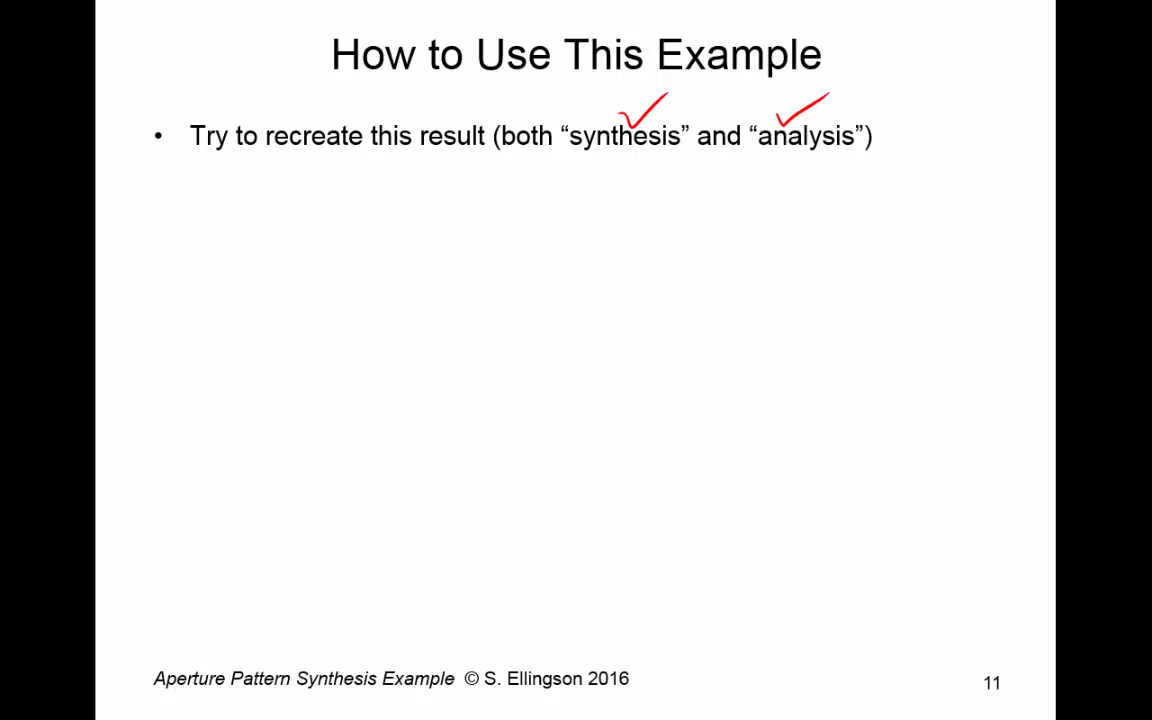 How to Use This Example
• Try to recreate this result (both “synthesis” and “analysis”)
Aperture Pattern Synthesis Example © S. Ellingson 2016
11